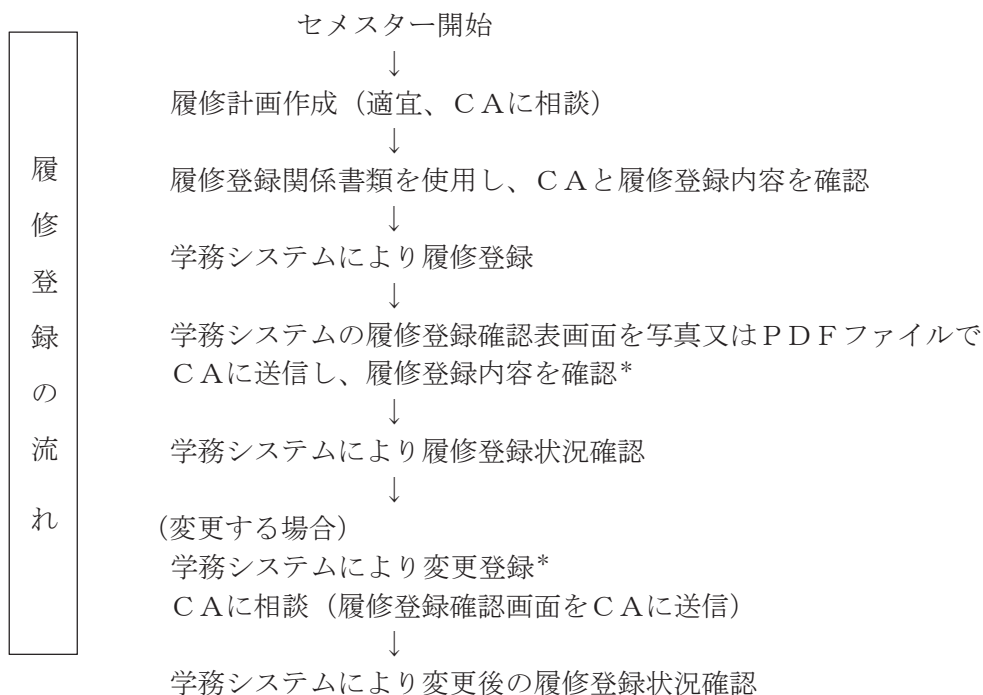 履修登録の流れ
セメスター開始
↓
履修計画作成（適宜、ＣＡに相談）
↓
履修登録関係書類を使用し、ＣＡと履修登録内容を確認
↓
学務システムにより履修登録
↓
学務システムの履修登録確認表画面を写真又はＰＤＦファイルで
ＣＡに送信し、履修登録内容を確認*
↓
学務システムにより履修登録状況確認
↓
（変更する場合）
学務システムにより変更登録*
ＣＡに相談（履修登録確認画面をＣＡに送信）
↓
学務システムにより変更後の履修登録状況確認